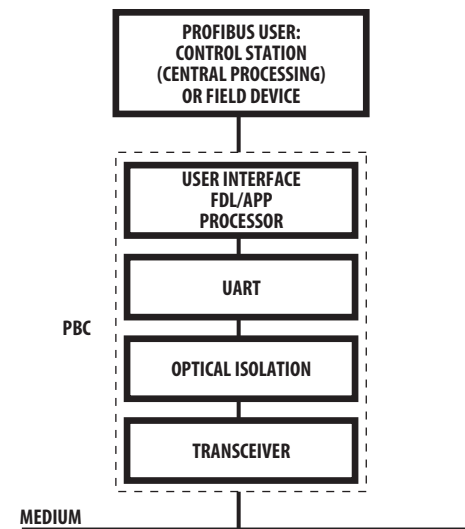 PROFIBUS USER:
CONTROL STATION
(CENTRAL PROCESSING)
OR FIELD DEVICE
USER INTERFACE
FDL/APP
PROCESSOR
UART
PBC
OPTICAL ISOLATION
TRANSCEIVER
MEDIUM